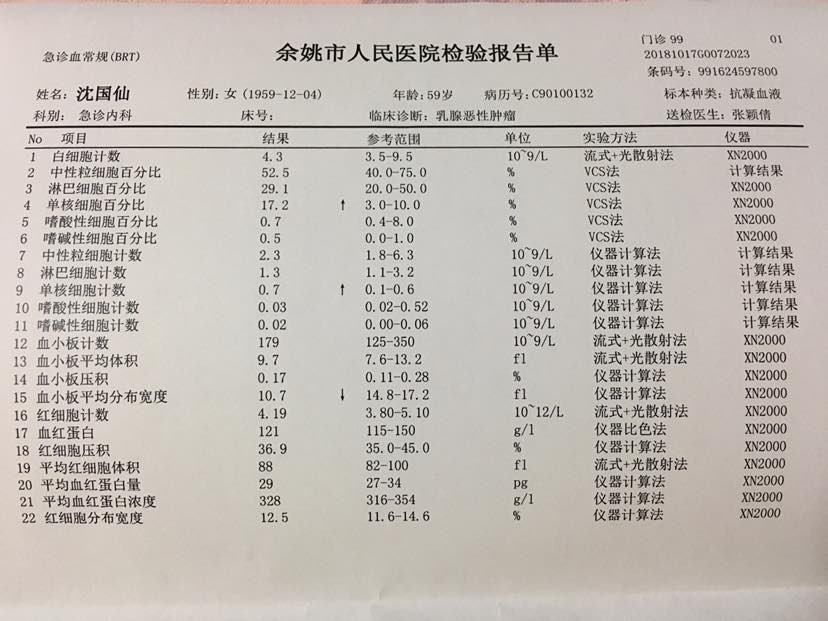 门诊 99 01
急诊血常规(BRT) 余姚市人民医院检验报告单 20181017G0072023
条码号: 991624597800
姓名: 沈国仙 性别: 女 (1959-12-04) 年龄: 59岁 病历号: C90100132 标本种类: 抗凝血液
科别: 急诊内科 床号: 临床诊断: 乳腺恶性肿瘤 送检医生: 张颖倩
No 项目 结果 参考范围 单位 实验方法 仪器
1 白细胞计数 4.3 3.5-9.5 10~9/L 流式+光散射法 XN2000
2 中性粒细胞百分比 52.5 40.0-75.0 % VCS法 计算结果
3 淋巴细胞百分比 29.1 20.0-50.0 % VCS法 XN2000
4 单核细胞百分比 17.2 ↑ 3.0-10.0 % VCS法 XN2000
5 嗜酸性细胞百分比 0.7 0.4-8.0 % VCS法 XN2000
6 嗜碱性细胞百分比 0.5 0.0-1.0 % VCS法 XN2000
7 中性粒细胞计数 2.3 1.8-6.3 10~9/L 仪器计算法 计算结果
8 淋巴细胞计数 1.3 1.1-3.2 10~9/L 仪器计算法 计算结果
9 单核细胞计数 0.7 ↑ 0.1-0.6 10~9/L 仪器计算法 计算结果
10 嗜酸性细胞计数 0.03 0.02-0.52 10~9/L 仪器计算法 计算结果
11 嗜碱性细胞计数 0.02 0.00-0.06 10~9/L 仪器计算法 计算结果
12 血小板计数 179 125-350 10~9/L 流式+光散射法 XN2000
13 血小板平均体积 9.7 7.6-13.2 fl 流式+光散射法 XN2000
14 血小板压积 0.17 0.11-0.28 % 仪器计算法 XN2000
15 血小板平均分布宽度 10.7 ↓ 14.8-17.2 fl 仪器计算法 XN2000
16 红细胞计数 4.19 3.80-5.10 10~12/L 流式+光散射法 XN2000
17 血红蛋白 121 115-150 g/l 仪器比色法 XN2000
18 红细胞压积 36.9 35.0-45.0 % 仪器计算法 XN2000
19 平均红细胞体积 88 82-100 fl 流式+光散射法 XN2000
20 平均血红蛋白量 29 27-34 pg 仪器计算法 XN2000
21 平均血红蛋白浓度 328 316-354 g/l 仪器计算法 XN2000
22 红细胞分布宽度 12.5 11.6-14.6 % 仪器计算法 XN2000